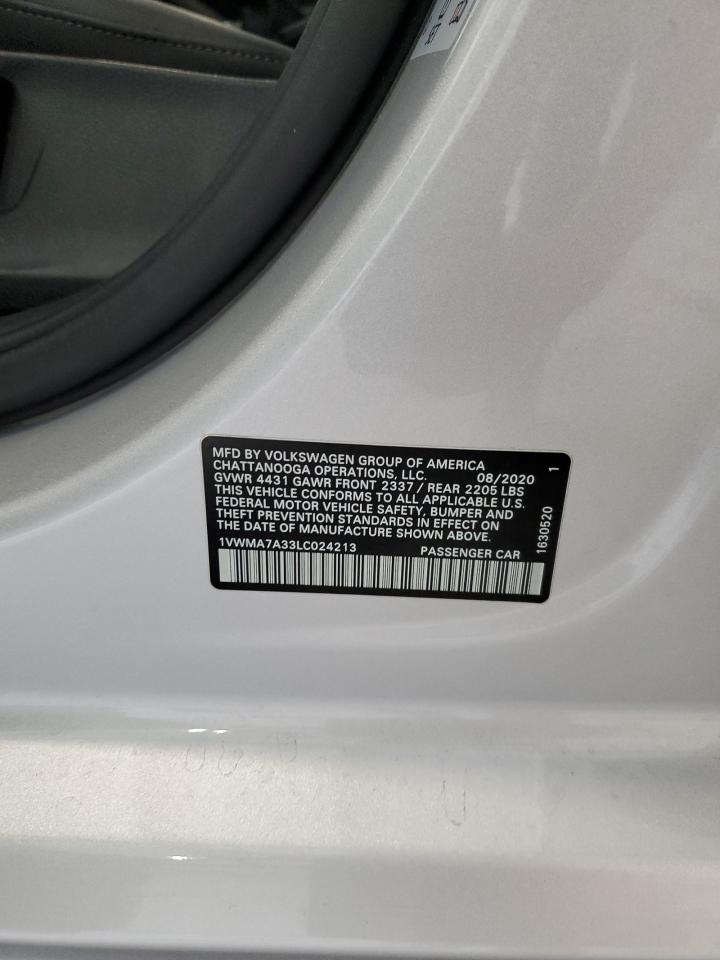 MFD BY VOLKSWAGEN GROUP OF AMERICA
CHATTANOOGA OPERATIONS, LLC. 08/2020
GVWR 4431 GAWR FRONT 2337 / REAR 2205 LBS
THIS VEHICLE CONFORMS TO ALL APPLICABLE U.S.
FEDERAL MOTOR VEHICLE SAFETY, BUMPER AND
THEFT PREVENTION STANDARDS IN EFFECT ON
THE DATE OF MANUFACTURE SHOWN ABOVE.
1VWMA7A33LC024213 PASSENGER CAR
1630520 1